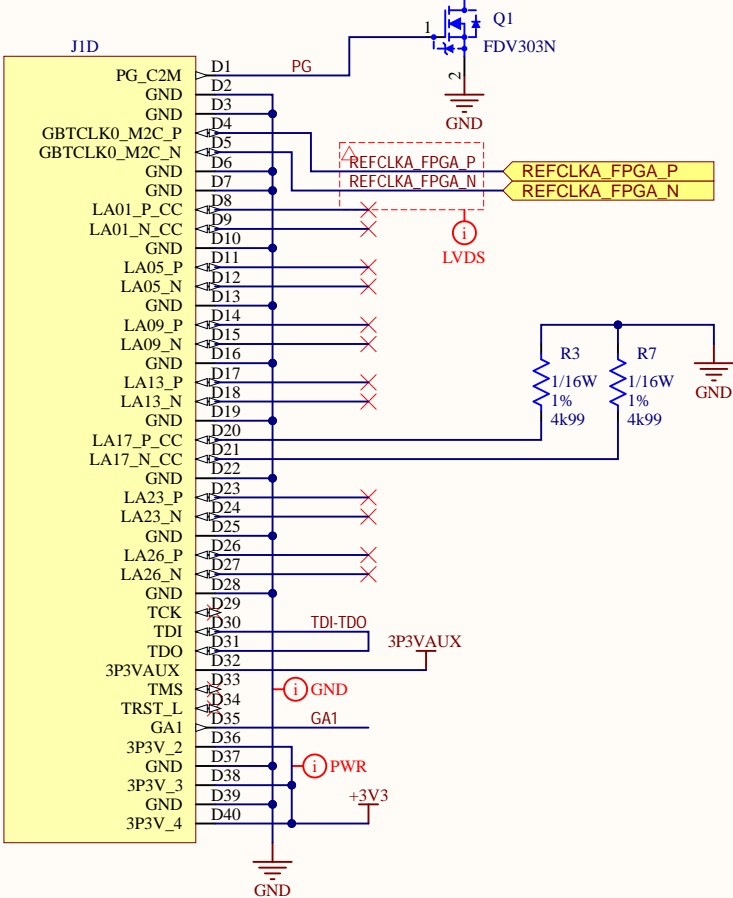 Q1
1
FDV303N
2
GND
J1D
PG_C2M D1 PG
GND D2
GND D3
GBTCLK0_M2C_P D4
GBTCLK0_M2C_N D5
REFCLKA_FPGA_P REFCLKA_FPGA_P
GND D6
REFCLKA_FPGA_N REFCLKA_FPGA_N
GND D7
LA01_P_CC D8
LA01_N_CC D9
i
LVDS
GND D10
LA05_P D11
LA05_N D12
GND D13
LA09_P D14
LA09_N D15
GND D16
R3 R7
1/16W 1/16W
1% 1%
4k99 4k99
GND
LA13_P D17
LA13_N D18
GND D19
LA17_P_CC D20
LA17_N_CC D21
GND D22
LA23_P D23
LA23_N D24
GND D25
LA26_P D26
LA26_N D27
GND D28
TCK D29
TDI D30 TDI-TDO
TDO D31
3P3VAUX D32 3P3VAUX
TMS D33 i GND
TRST_L D34
GA1 D35 GA1
3P3V_2 D36
GND D37 i PWR
3P3V_3 D38
GND D39 +3V3
3P3V_4 D40
GND